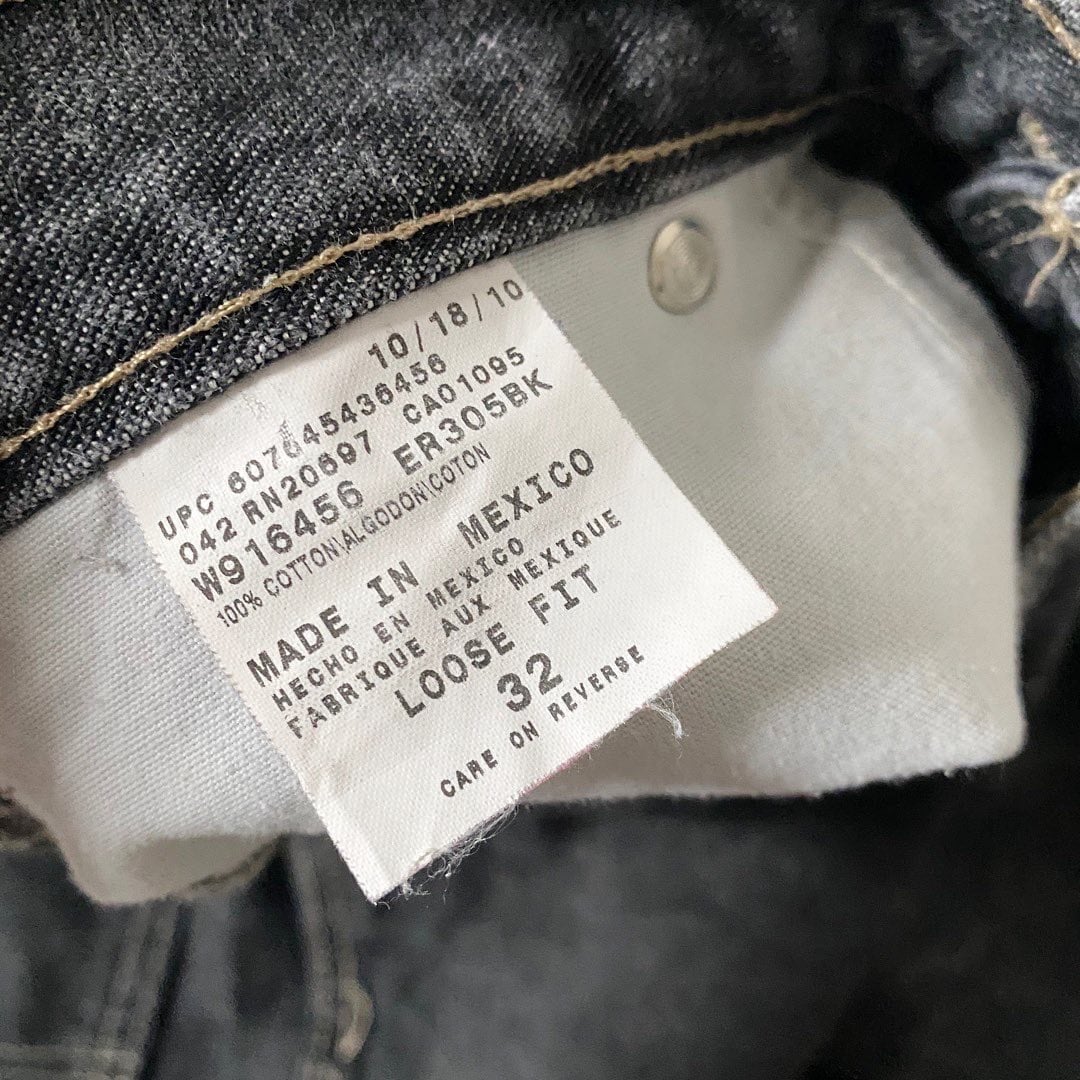 10/18/10
UPC 607645436456
042 RN20697 CA01095
W916456 ER305BK
100% COTTON\ALGODON\COTON
MADE IN MEXICO
HECHO EN MEXICO
FABRIQUE AUX MEXIQUE
LOOSE FIT
32
CARE ON REVERSE